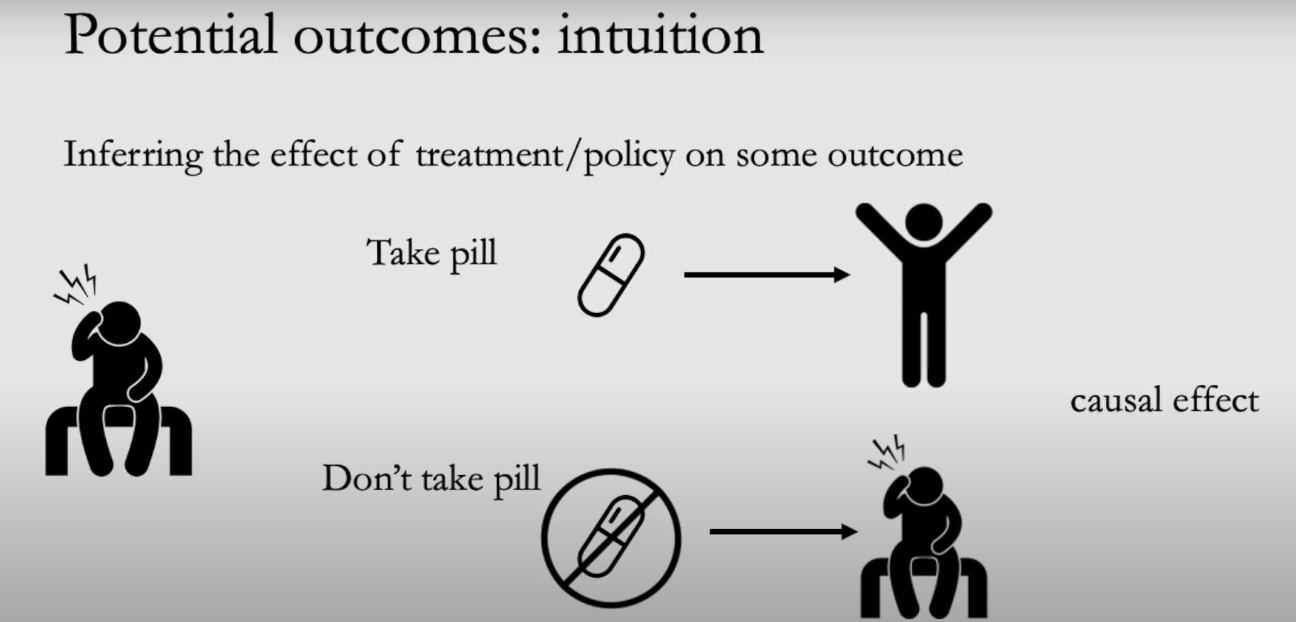 Potential outcomes: intuition
Inferring the effect of treatment/policy on some outcome
Take pill
causal effect
Don’t take pill